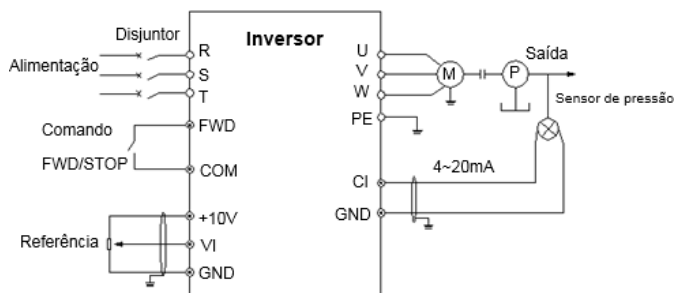 Disjuntor
Alimentação
R
S
T
Inversor
U
V
W
M
P
Saída
Sensor de pressão
PE
Comando
FWD/STOP
FWD
COM
CI
4~20mA
GND
Referência
+10V
VI
GND